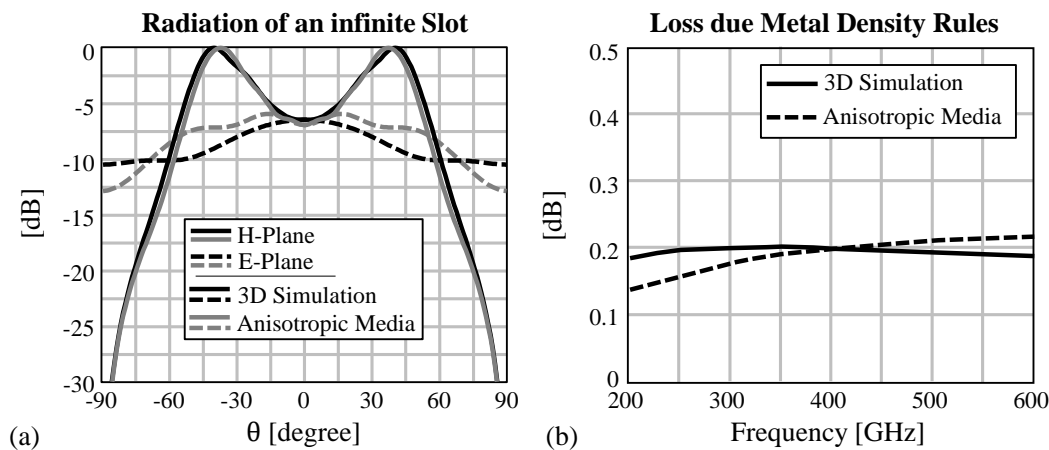 Radiation of an infinite Slot
0
-5
-10
-15
-20
-25
-30
[dB]
H-Plane
E-Plane
3D Simulation
Anisotropic Media
-90 -60 -30 0 30 60 90
θ [degree]
(a)
Loss due Metal Density Rules
0.5
0.4
0.3
0.2
0.1
0
[dB]
3D Simulation
Anisotropic Media
200 300 400 500 600
Frequency [GHz]
(b)